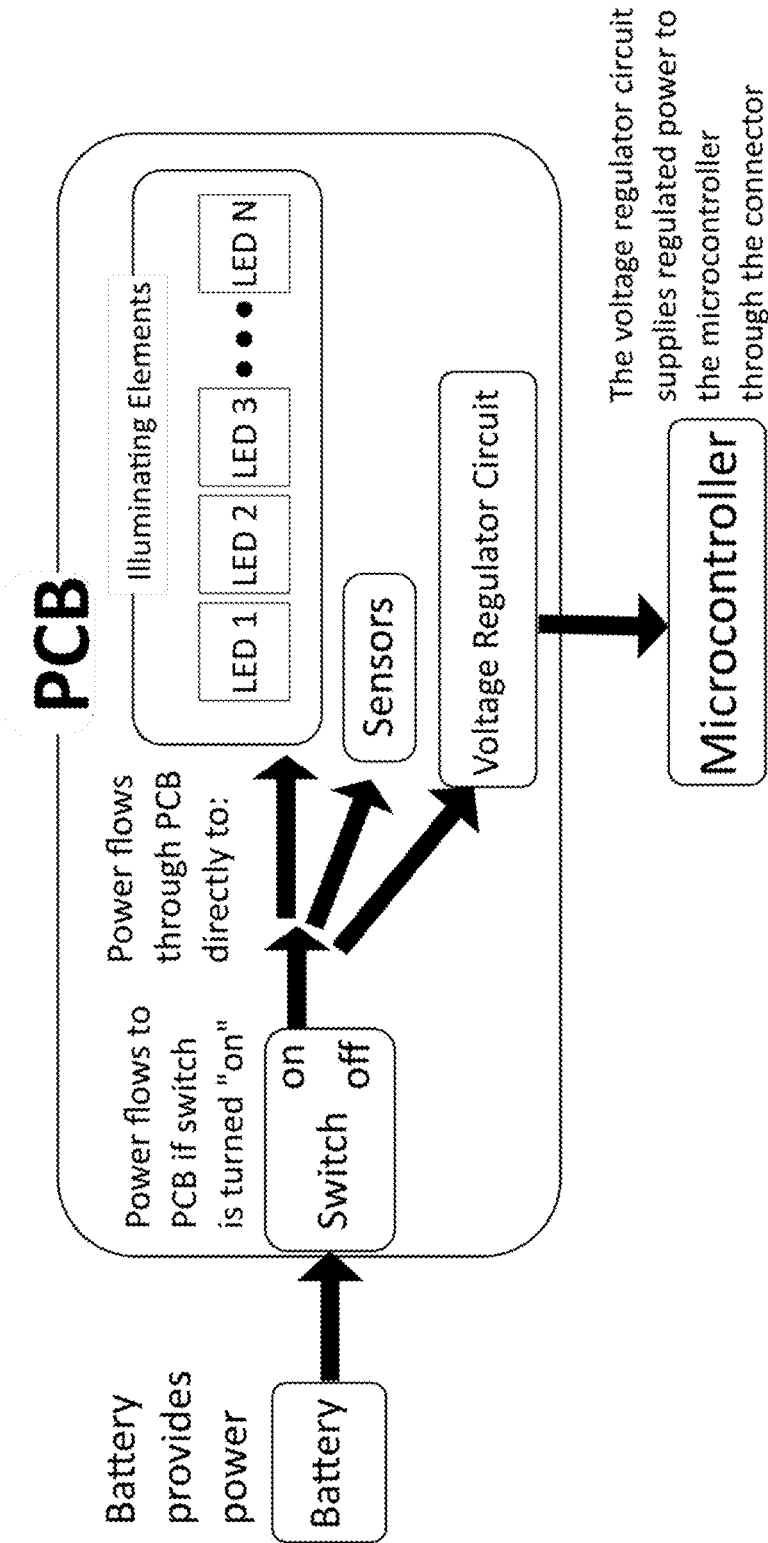 PCB
Battery
provides
power
Battery
Power flows to
PCB if switch
is turned "on"
Switch
on
off
Power flows
through PCB
directly to:
Illuminating Elements
LED 1
LED 2
LED 3
LED N
Sensors
Voltage Regulator Circuit
Microcontroller
The voltage regulator circuit
supplies regulated power to
the microcontroller
through the connector